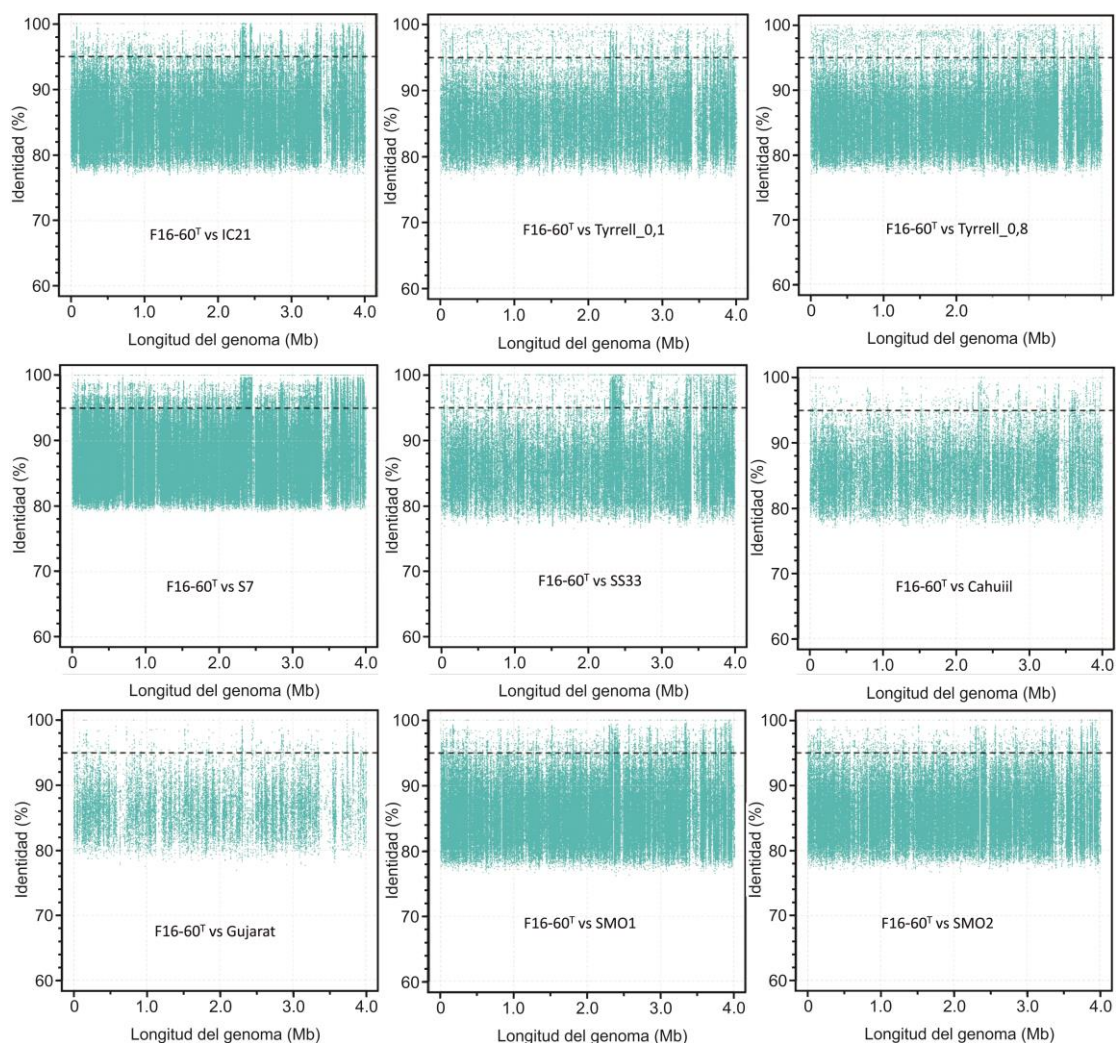 100
90
80
70
60
Identidad (%)
F16-60ᵀ vs IC21
0 1.0 2.0 3.0 4.0
Longitud del genoma (Mb)
100
90
80
70
60
Identidad (%)
F16-60ᵀ vs Tyrrell_0,1
0 1.0 2.0 3.0 4.0
Longitud del genoma (Mb)
100
90
80
70
60
Identidad (%)
F16-60ᵀ vs Tyrrell_0,8
0 1.0 2.0 3.0 4.0
Longitud del genoma (Mb)
100
90
80
70
60
Identidad (%)
F16-60ᵀ vs S7
0 1.0 2.0 3.0 4.0
Longitud del genoma (Mb)
100
90
80
70
60
Identidad (%)
F16-60ᵀ vs SS33
0 1.0 2.0 3.0 4.0
Longitud del genoma (Mb)
100
90
80
70
60
Identidad (%)
F16-60ᵀ vs Cahuiil
0 1.0 2.0 3.0 4.0
Longitud del genoma (Mb)
100
90
80
70
60
Identidad (%)
F16-60ᵀ vs Gujarat
0 1.0 2.0 3.0 4.0
Longitud del genoma (Mb)
100
90
80
70
60
Identidad (%)
F16-60ᵀ vs SMO1
0 1.0 2.0 3.0 4.0
Longitud del genoma (Mb)
100
90
80
70
60
Identidad (%)
F16-60ᵀ vs SMO2
0 1.0 2.0 3.0 4.0
Longitud del genoma (Mb)